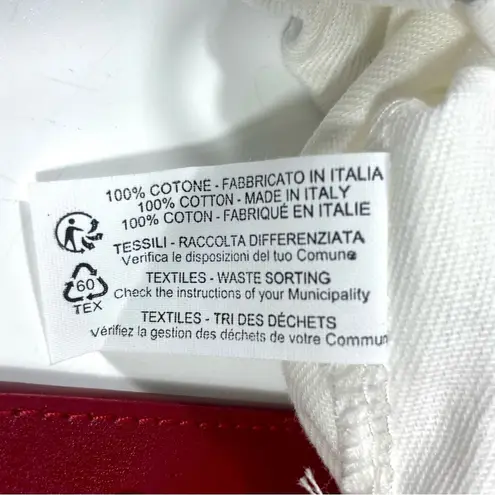 100% COTONE - FABBRICATO IN ITALIA
100% COTTON - MADE IN ITALY
100% COTON - FABRIQUÉ EN ITALIE
TESSILI - RACCOLTA DIFFERENZIATA
Verifica le disposizioni del tuo Comune
60
TEX
TEXTILES - WASTE SORTING
Check the instructions of your Municipality
TEXTILES - TRI DES DÉCHETS
Vérifiez la gestion des déchets de votre Commun